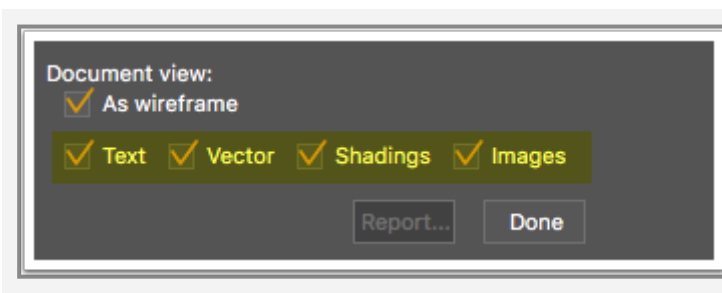 Document view:
As wireframe
Text Vector Shadings Images
Report... Done